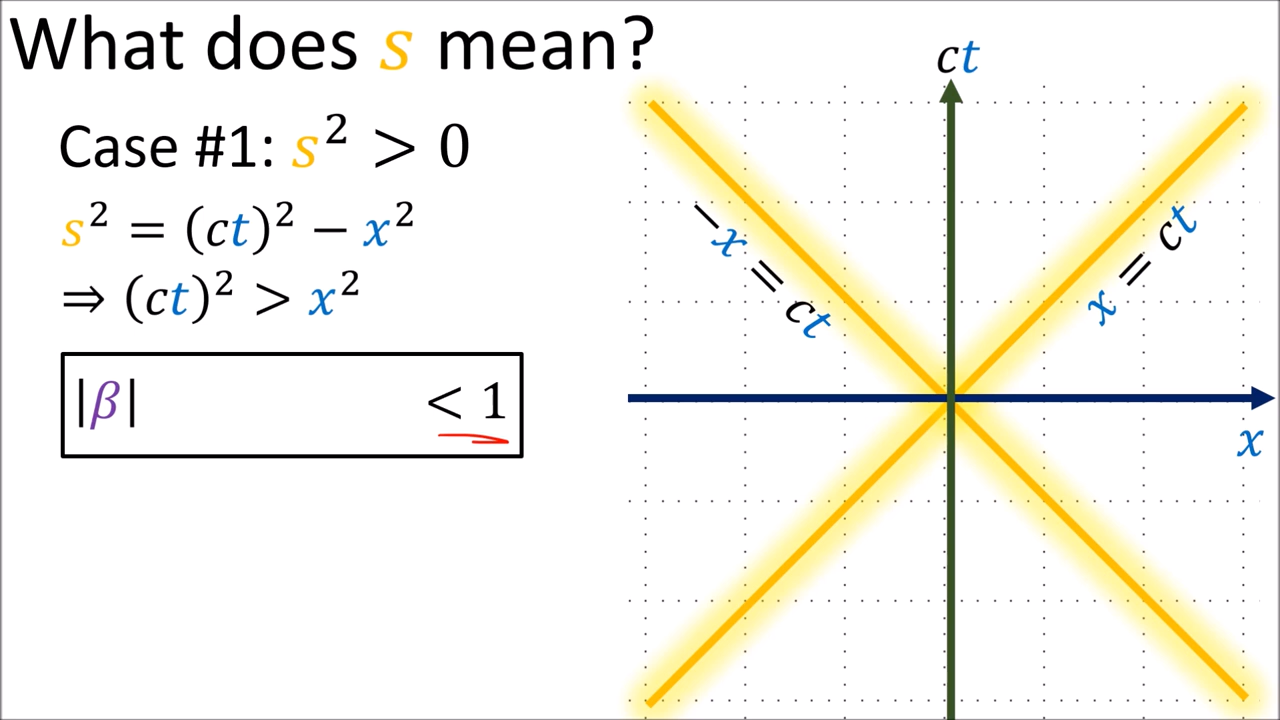 What does s mean?
Case #1: s² > 0
s² = (ct)² − x²
⇒ (ct)² > x²
|β| < 1
ct
−x = ct
x = ct
x